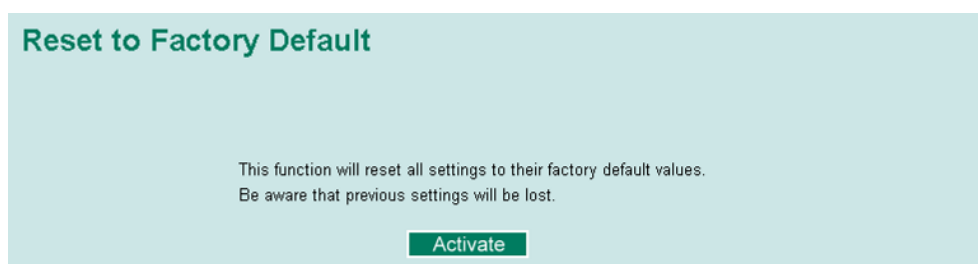 Reset to Factory Default
This function will reset all settings to their factory default values.
Be aware that previous settings will be lost.
Activate